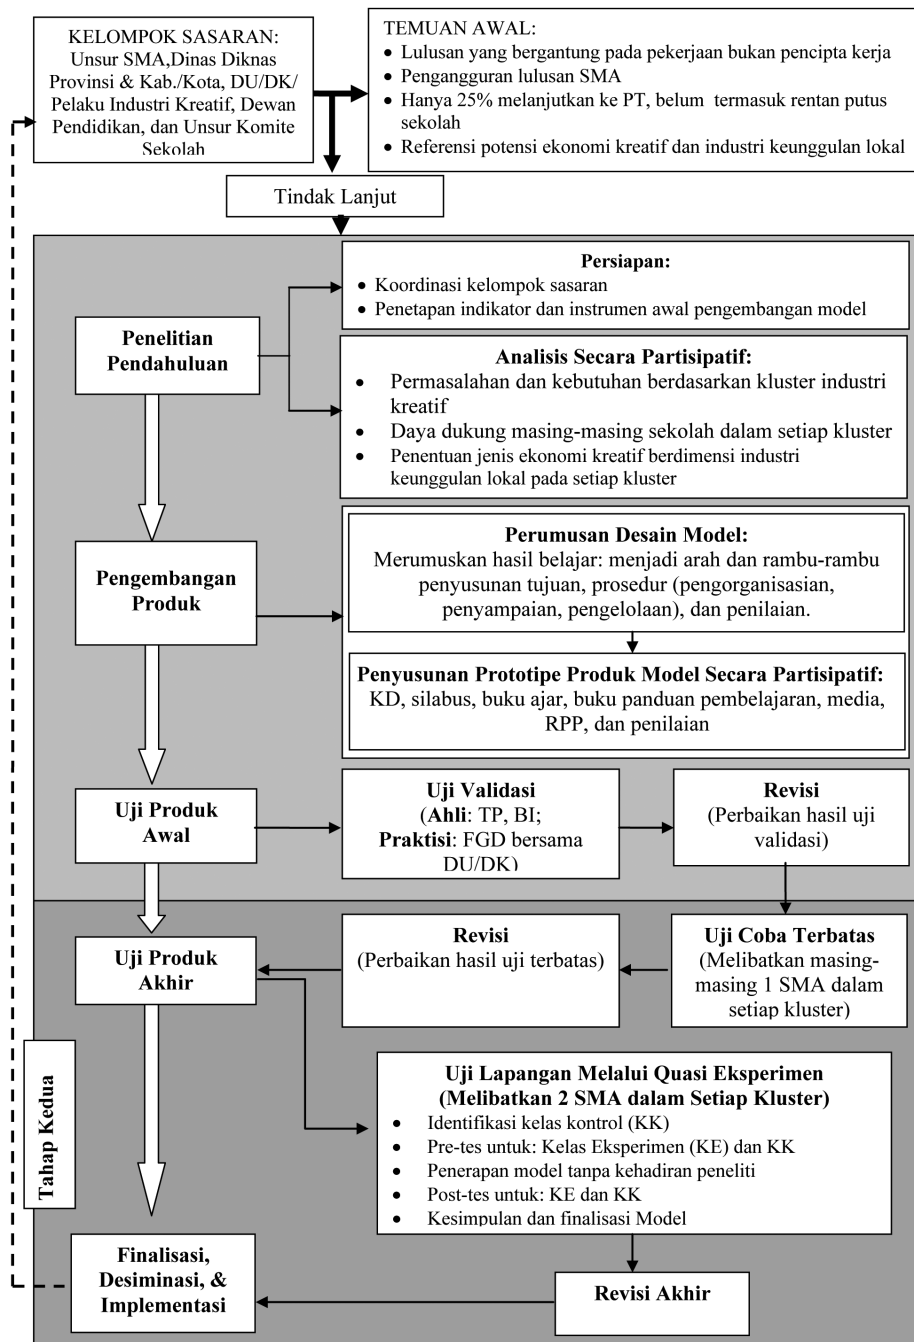 KELOMPOK SASARAN:
Unsur SMA,Dinas Diknas
Provinsi & Kab./Kota, DU/DK/
Pelaku Industri Kreatif, Dewan
Pendidikan, dan Unsur Komite
Sekolah
TEMUAN AWAL:
• Lulusan yang bergantung pada pekerjaan bukan pencipta kerja
• Pengangguran lulusan SMA
• Hanya 25% melanjutkan ke PT, belum termasuk rentan putus
sekolah
• Referensi potensi ekonomi kreatif dan industri keunggulan lokal
Tindak Lanjut
Penelitian
Pendahuluan
Persiapan:
• Koordinasi kelompok sasaran
• Penetapan indikator dan instrumen awal pengembangan model
Analisis Secara Partisipatif:
• Permasalahan dan kebutuhan berdasarkan kluster industri
kreatif
• Daya dukung masing-masing sekolah dalam setiap kluster
• Penentuan jenis ekonomi kreatif berdimensi industri
keunggulan lokal pada setiap kluster
Pengembangan
Produk
Perumusan Desain Model:
Merumuskan hasil belajar: menjadi arah dan rambu-rambu
penyusunan tujuan, prosedur (pengorganisasian,
penyampaian, pengelolaan), dan penilaian.
Penyusunan Prototipe Produk Model Secara Partisipatif:
KD, silabus, buku ajar, buku panduan pembelajaran, media,
RPP, dan penilaian
Uji Produk
Awal
Uji Validasi
(Ahli: TP, BI;
Praktisi: FGD bersama
DU/DK)
Revisi
(Perbaikan hasil uji
validasi)
Uji Produk
Akhir
Revisi
(Perbaikan hasil uji terbatas)
Uji Coba Terbatas
(Melibatkan masing-
masing 1 SMA dalam
setiap kluster)
Tahap Kedua
Uji Lapangan Melalui Quasi Eksperimen
(Melibatkan 2 SMA dalam Setiap Kluster)
• Identifikasi kelas kontrol (KK)
• Pre-tes untuk: Kelas Eksperimen (KE) dan KK
• Penerapan model tanpa kehadiran peneliti
• Post-tes untuk: KE dan KK
• Kesimpulan dan finalisasi Model
Finalisasi,
Desiminasi, &
Implementasi
Revisi Akhir